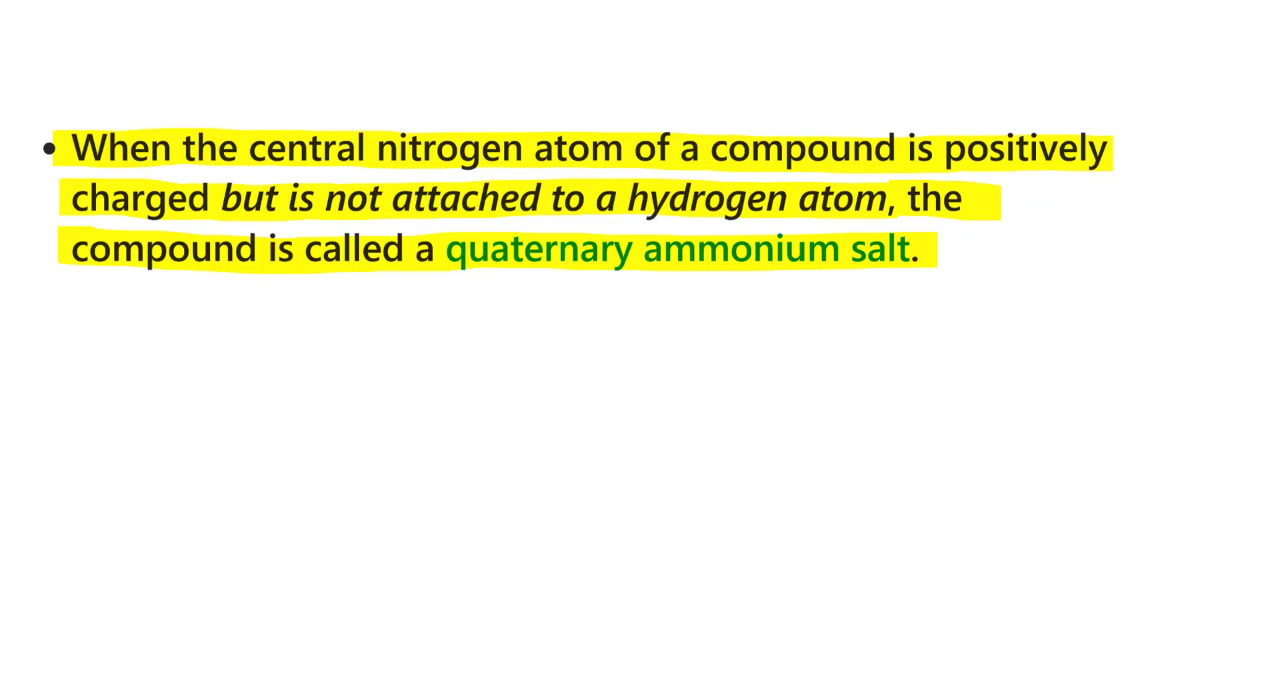 • When the central nitrogen atom of a compound is positively
charged but is not attached to a hydrogen atom, the
compound is called a quaternary ammonium salt.